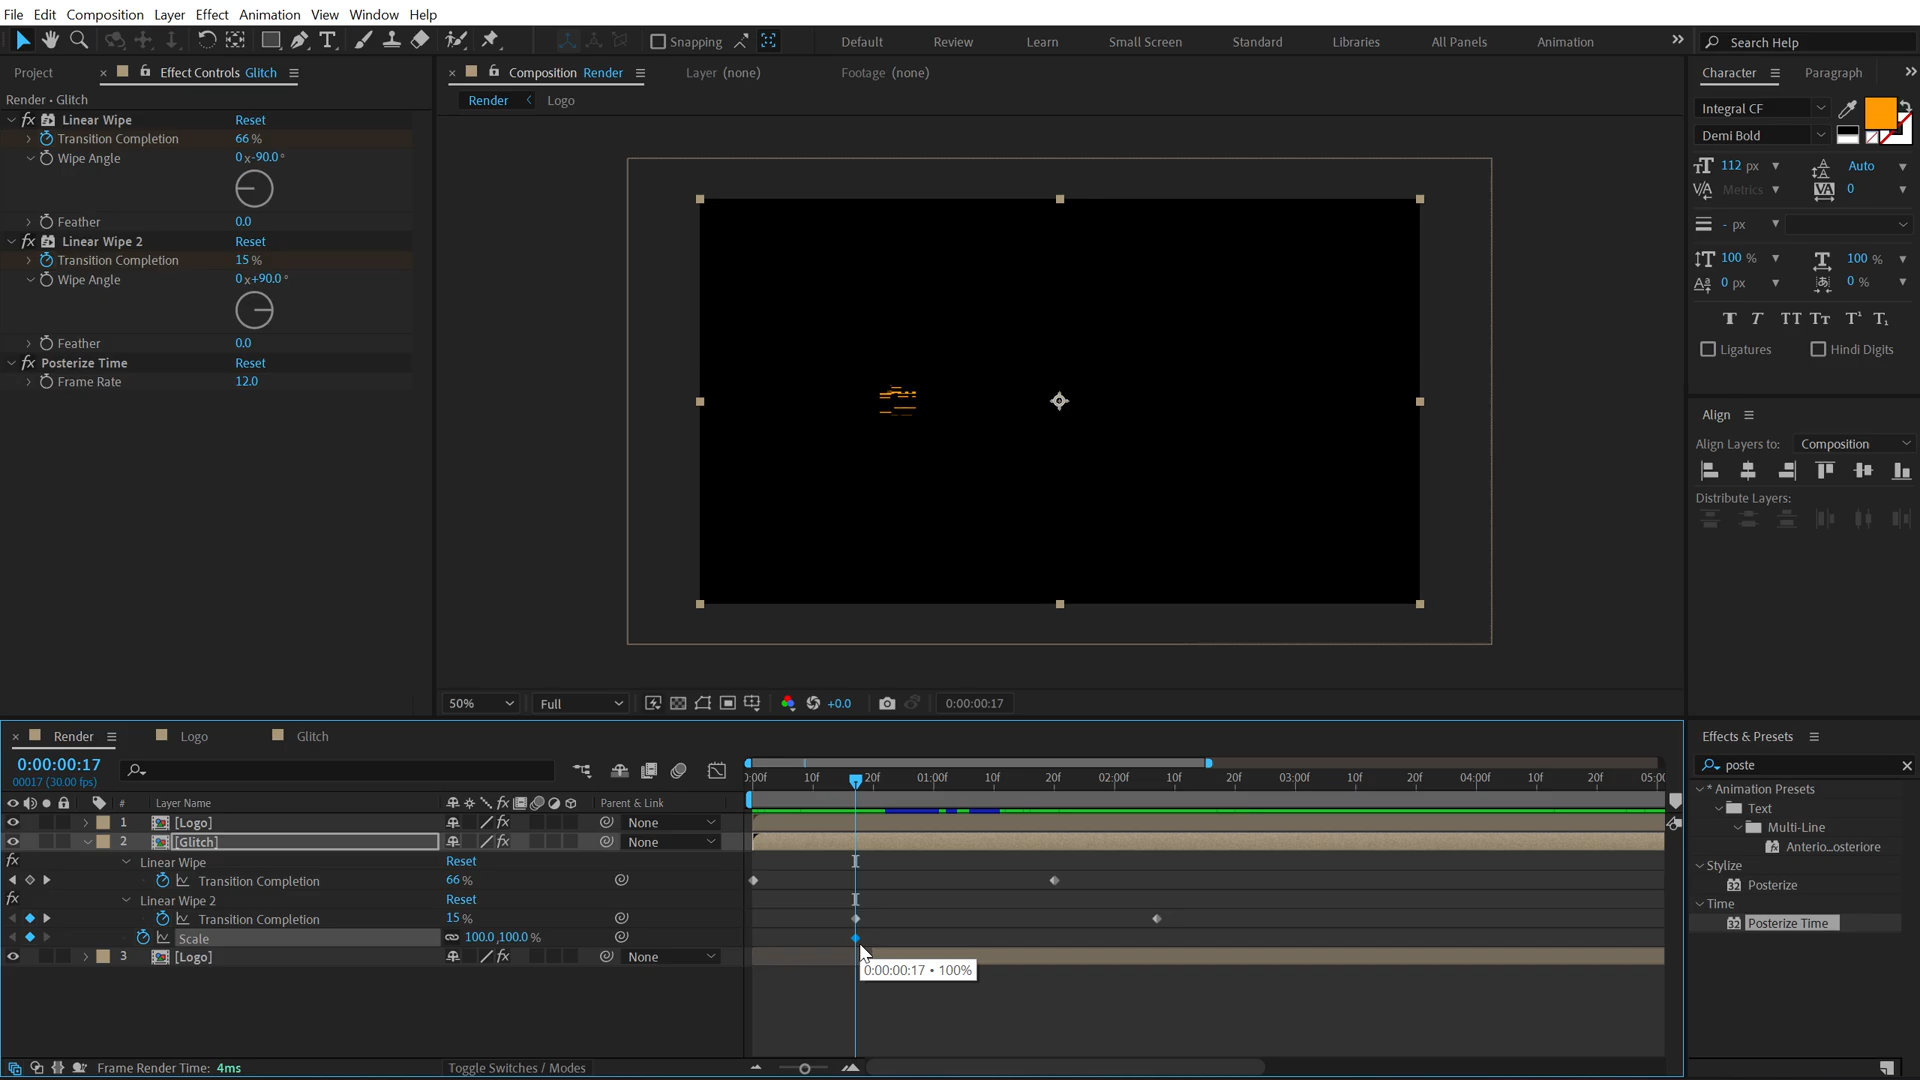 File Edit Composition Layer Effect Animation View Window Help
Snapping Default Review Learn Small Screen Standard Libraries All Panels Animation Search Help
Project Effect Controls Glitch Composition Render Layer (none) Footage (none) Character Paragraph
Render • Glitch Render Logo
Linear Wipe Reset
Transition Completion 66 %
Wipe Angle 0 x-90.0 °
Feather 0.0
Linear Wipe 2 Reset
Transition Completion 15 %
Wipe Angle 0 x+90.0 °
Feather 0.0
Posterize Time Reset
Frame Rate 12.0
Integral CF
Demi Bold
112 px Auto
Metrics 0
- px
100 % 100 %
0 px 0 %
Ligatures Hindi Digits
Align
Align Layers to: Composition
Distribute Layers:
50% Full +0.0 0:00:00:17
Render Logo Glitch
0:00:00:17
00017 (30.00 fps)
:00f 10f 20f 01:00f 10f 20f 02:00f 10f 20f 03:00f 10f 20f 04:00f 10f 20f 05:00
# Layer Name Parent & Link
1 [Logo] None
2 [Glitch] None
Linear Wipe Reset
Transition Completion 66 %
Linear Wipe 2 Reset
Transition Completion 15 %
Scale 100.0,100.0 %
3 [Logo] None
0:00:00:17 • 100%
Frame Render Time: 4ms Toggle Switches / Modes
Effects & Presets
poste
* Animation Presets
Text
Multi-Line
Anterio...osteriore
Stylize
Posterize
Time
Posterize Time